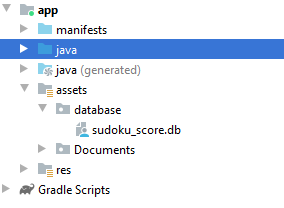 app
manifests
java
java (generated)
assets
database
sudoku_score.db
Documents
res
Gradle Scripts